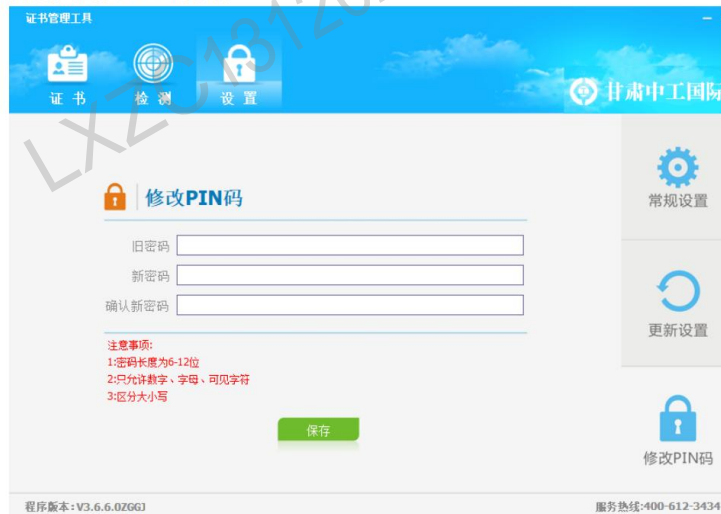 证书管理工具
证 书
检 测
设 置
甘肃中工国际
LXZC1312
修改PIN码
旧密码
新密码
确认新密码
注意事项:
1:密码长度为6-12位
2:只允许数字、字母、可见字符
3:区分大小写
保存
常规设置
更新设置
修改PIN码
程序版本:V3.6.6.0ZGGJ
服务热线:400-612-3434